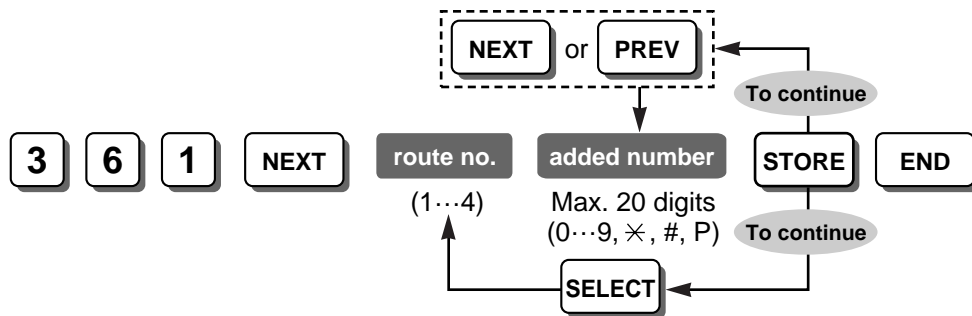 NEXT or PREV
To continue
3 6 1 NEXT route no. added number STORE END
(1⋯4) Max. 20 digits
(0⋯9, ✳, #, P) To continue
SELECT